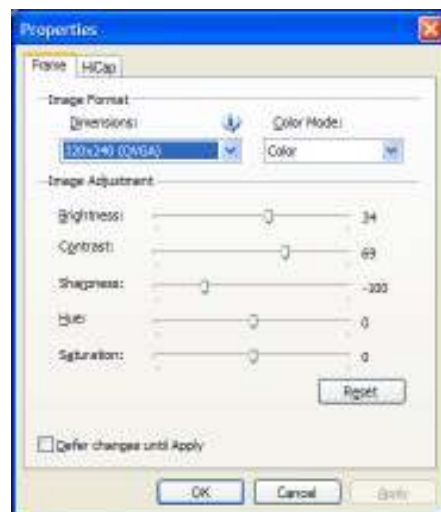 Properties
Frame HiCap
Image Format
Dimensions: Color Mode:
320x240 (QVGA) Color
Image Adjustment
Brightness: 34
Contrast: 69
Sharpness: -100
Hue: 0
Saturation: 0
Reset
Defer changes until Apply
OK Cancel Apply